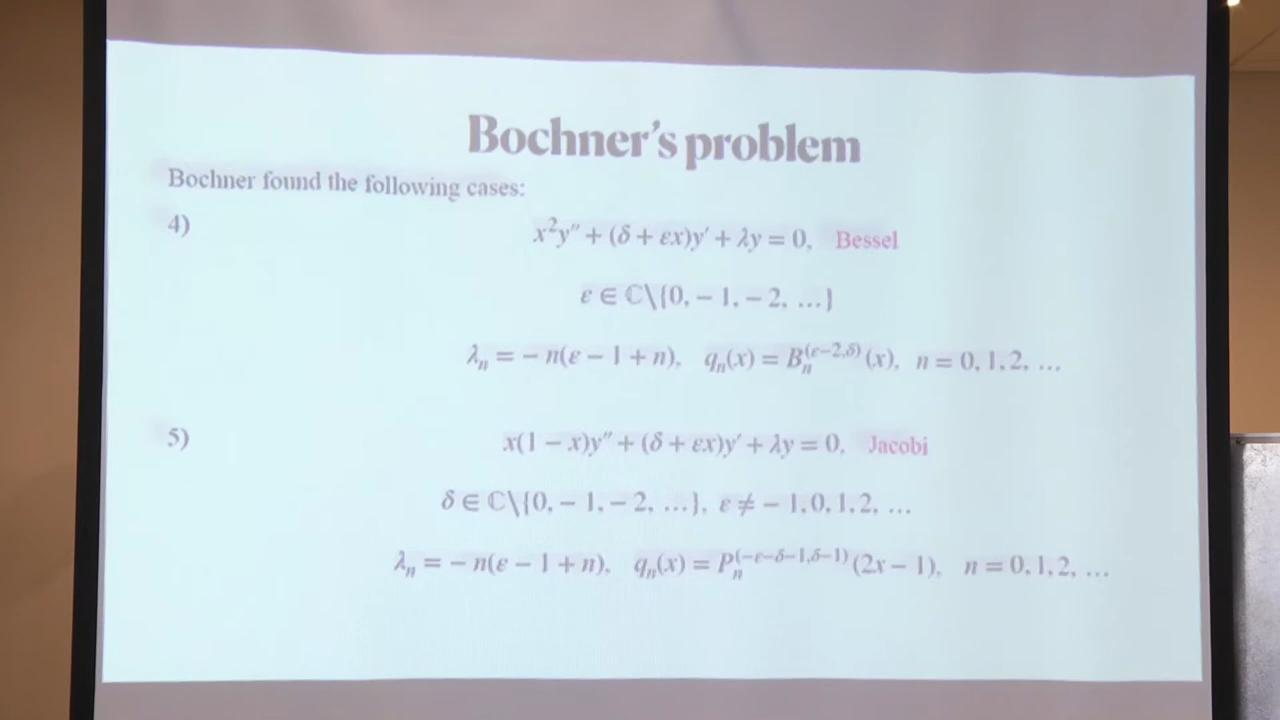 Bochner's problem
Bochner found the following cases:
4)
x²y″ + (δ + εx)y′ + λy = 0, Bessel
ε ∈ ℂ\{0, − 1, − 2, …}
λₙ = − n(ε − 1 + n), qₙ(x) = Bₙ^(ε−2,δ)(x), n = 0, 1, 2, …
5)
x(1 − x)y″ + (δ + εx)y′ + λy = 0, Jacobi
δ ∈ ℂ\{0, − 1, − 2, …}, ε ≠ − 1, 0, 1, 2, …
λₙ = − n(ε − 1 + n), qₙ(x) = Pₙ^(−ε−δ−1,δ−1)(2x − 1), n = 0, 1, 2, …